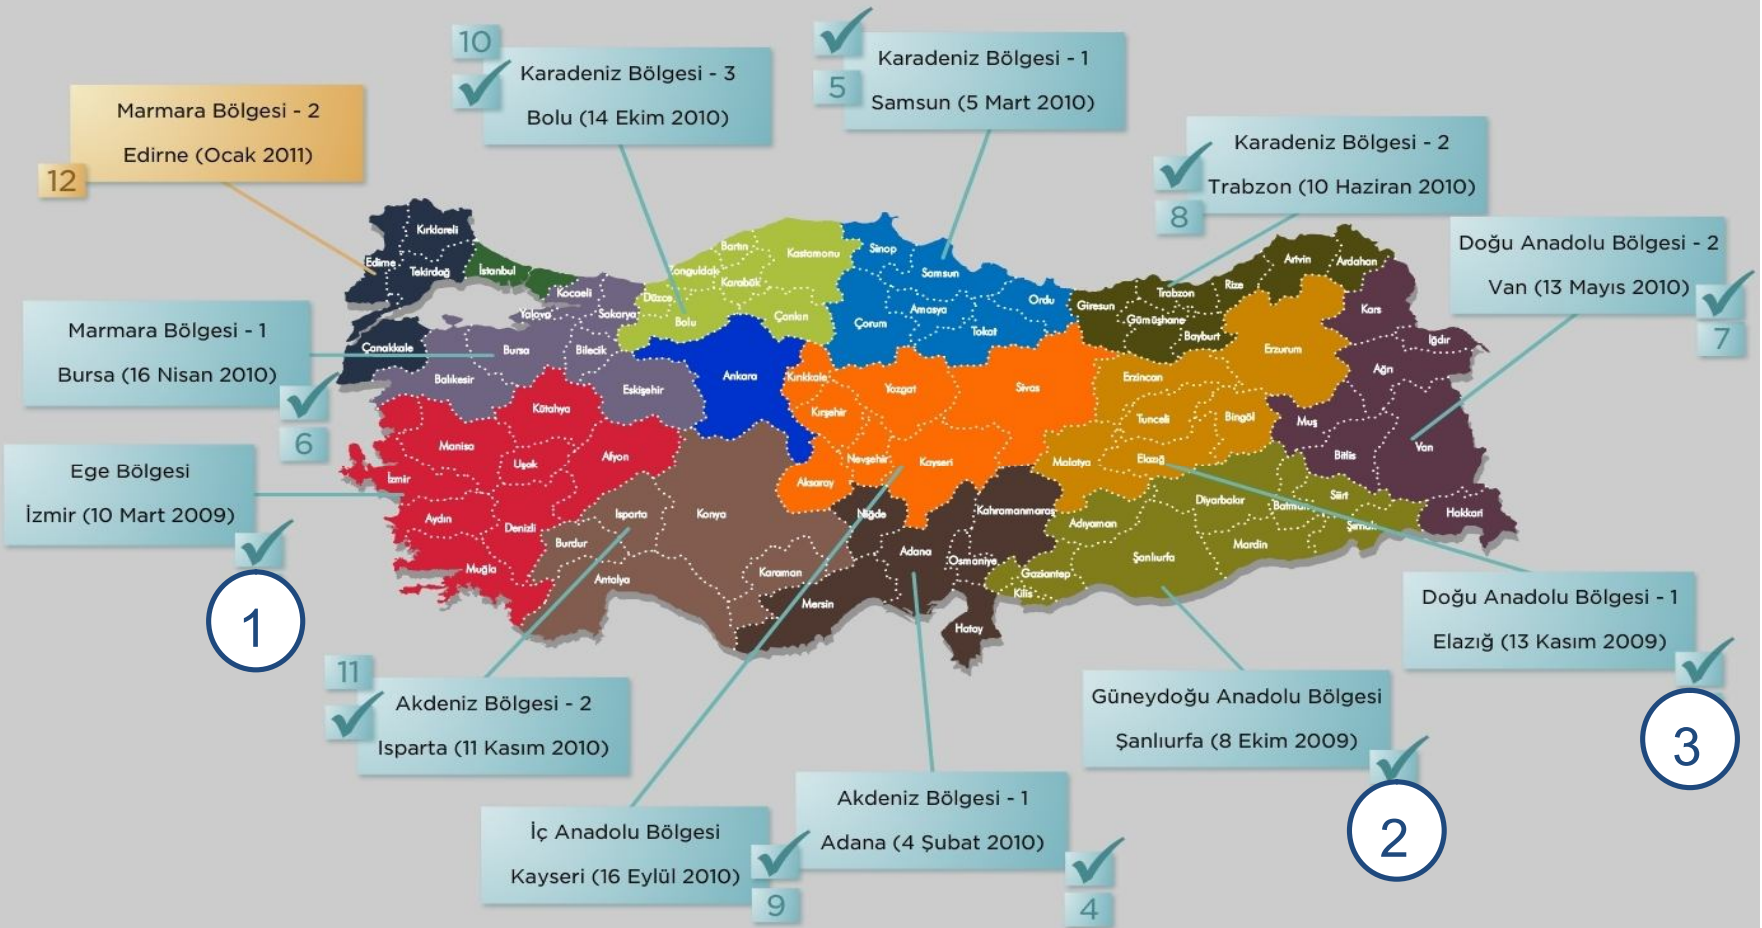 10
Karadeniz Bölgesi - 3
Bolu (14 Ekim 2010)
Karadeniz Bölgesi - 1
5
Samsun (5 Mart 2010)
Marmara Bölgesi - 2
Edirne (Ocak 2011)
12
Karadeniz Bölgesi - 2
Trabzon (10 Haziran 2010)
8
Doğu Anadolu Bölgesi - 2
Van (13 Mayıs 2010)
7
Marmara Bölgesi - 1
Bursa (16 Nisan 2010)
6
Ege Bölgesi
İzmir (10 Mart 2009)
1
Kırklareli
Edirne
Tekirdağ
İstanbul
Kocaeli
Yalova
Sakarya
Düzce
Zonguldak
Bartın
Karabük
Kastamonu
Bolu
Çankırı
Sinop
Samsun
Amasya
Çorum
Tokat
Ordu
Giresun
Trabzon
Gümüşhane
Bayburt
Rize
Artvin
Ardahan
Kars
Iğdır
Ağrı
Erzurum
Çanakkale
Bursa
Bilecik
Balıkesir
Eskişehir
Ankara
Kırıkkale
Yozgat
Sivas
Kırşehir
Erzincan
Tunceli
Bingöl
Muş
Bitlis
Van
Manisa
Kütahya
Uşak
Afyon
İzmir
Aydın
Denizli
Muğla
Isparta
Burdur
Antalya
Konya
Karaman
Aksaray
Nevşehir
Kayseri
Niğde
Adana
Mersin
Osmaniye
Kahramanmaraş
Hatay
Malatya
Elazığ
Adıyaman
Gaziantep
Kilis
Şanlıurfa
Diyarbakır
Mardin
Batman
Siirt
Şırnak
Hakkari
11
Akdeniz Bölgesi - 2
Isparta (11 Kasım 2010)
İç Anadolu Bölgesi
Kayseri (16 Eylül 2010)
9
Akdeniz Bölgesi - 1
Adana (4 Şubat 2010)
4
Güneydoğu Anadolu Bölgesi
Şanlıurfa (8 Ekim 2009)
2
Doğu Anadolu Bölgesi - 1
Elazığ (13 Kasım 2009)
3